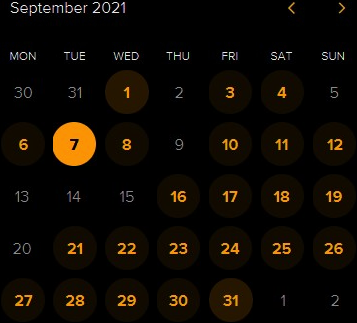 September 2021
MON TUE WED THU FRI SAT SUN
30 31 1 2 3 4 5
6 7 8 9 10 11 12
13 14 15 16 17 18 19
20 21 22 23 24 25 26
27 28 29 30 31 1 2